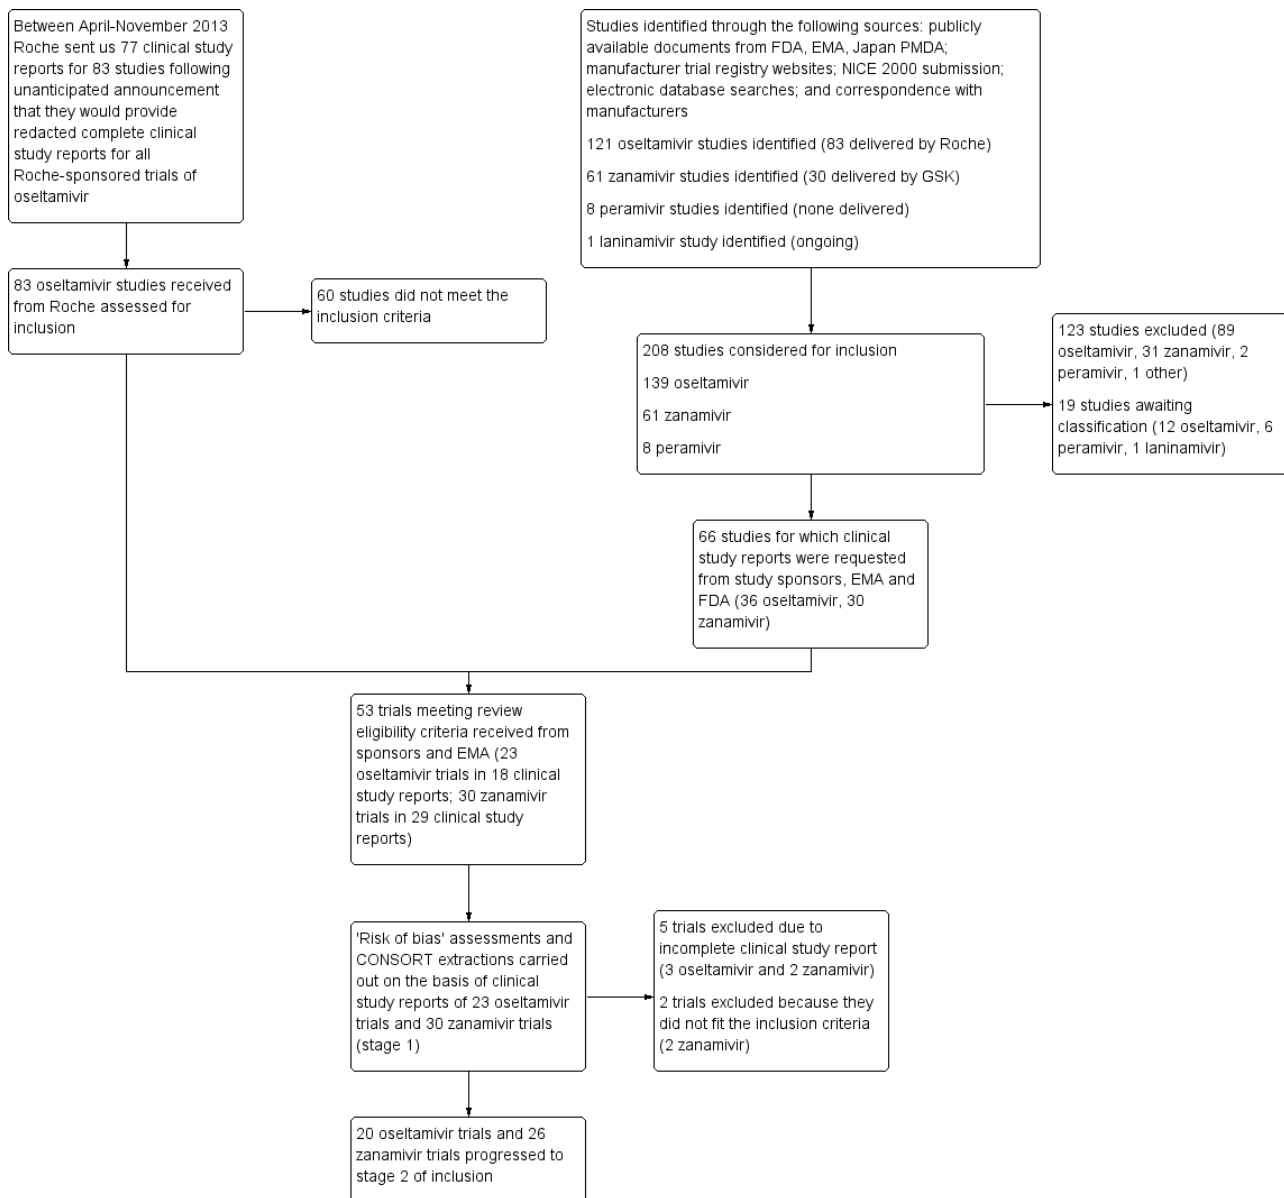 Between April-November 2013
Roche sent us 77 clinical study
reports for 83 studies following
unanticipated announcement
that they would provide
redacted complete clinical
study reports for all
Roche-sponsored trials of
oseltamivir
Studies identified through the following sources: publicly
available documents from FDA, EMA, Japan PMDA;
manufacturer trial registry websites; NICE 2000 submission;
electronic database searches; and correspondence with
manufacturers
121 oseltamivir studies identified (83 delivered by Roche)
61 zanamivir studies identified (30 delivered by GSK)
8 peramivir studies identified (none delivered)
1 laninamivir study identified (ongoing)
83 oseltamivir studies received
from Roche assessed for
inclusion
60 studies did not meet the
inclusion criteria
208 studies considered for inclusion
139 oseltamivir
61 zanamivir
8 peramivir
123 studies excluded (89
oseltamivir, 31 zanamivir, 2
peramivir, 1 other)
19 studies awaiting
classification (12 oseltamivir, 6
peramivir, 1 laninamivir)
66 studies for which clinical
study reports were requested
from study sponsors, EMA and
FDA (36 oseltamivir, 30
zanamivir)
53 trials meeting review
eligibility criteria received from
sponsors and EMA (23
oseltamivir trials in 18 clinical
study reports; 30 zanamivir
trials in 29 clinical study
reports)
'Risk of bias' assessments and
CONSORT extractions carried
out on the basis of clinical
study reports of 23 oseltamivir
trials and 30 zanamivir trials
(stage 1)
5 trials excluded due to
incomplete clinical study report
(3 oseltamivir and 2 zanamivir)
2 trials excluded because they
did not fit the inclusion criteria
(2 zanamivir)
20 oseltamivir trials and 26
zanamivir trials progressed to
stage 2 of inclusion